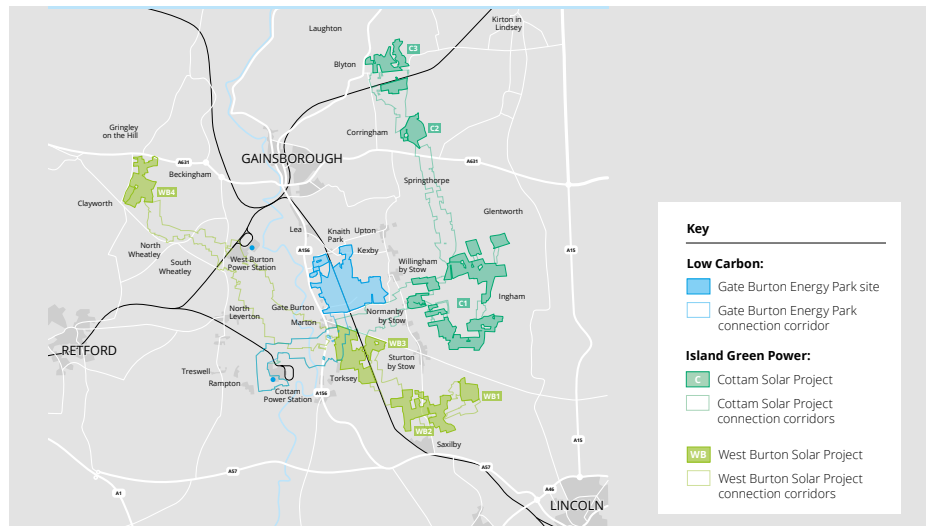 Laughton
Kirton in
Lindsey
C3
Blyton
C2
Corringham
Gringley
on the Hill
GAINSBOROUGH
A631
A631
Beckingham
WB4
Springthorpe
Clayworth
Glentworth
Lea
Knaith
Park
Upton
Kexby
A156
A15
North
Wheatley
South
Wheatley
West Burton
Power Station
Willingham
by Stow
C1
Ingham
North
Leverton
Gate Burton
Marton
Normanby
by Stow
WB3
RETFORD
Sturton
by Stow
Treswell
Rampton
Torksey
Cottam
Power Station
A156
WB1
WB2
Saxilby
A15
A57
A57
A1
A46
LINCOLN
Key
Low Carbon:
Gate Burton Energy Park site
Gate Burton Energy Park
connection corridor
Island Green Power:
C
Cottam Solar Project
Cottam Solar Project
connection corridors
WB
West Burton Solar Project
West Burton Solar Project
connection corridors